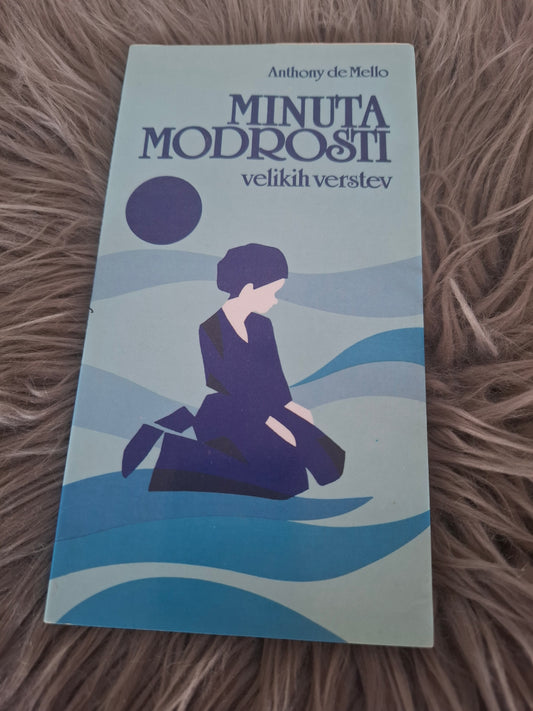 Anthony de Mello
MINUTA
MODROSTI
velikih verstev